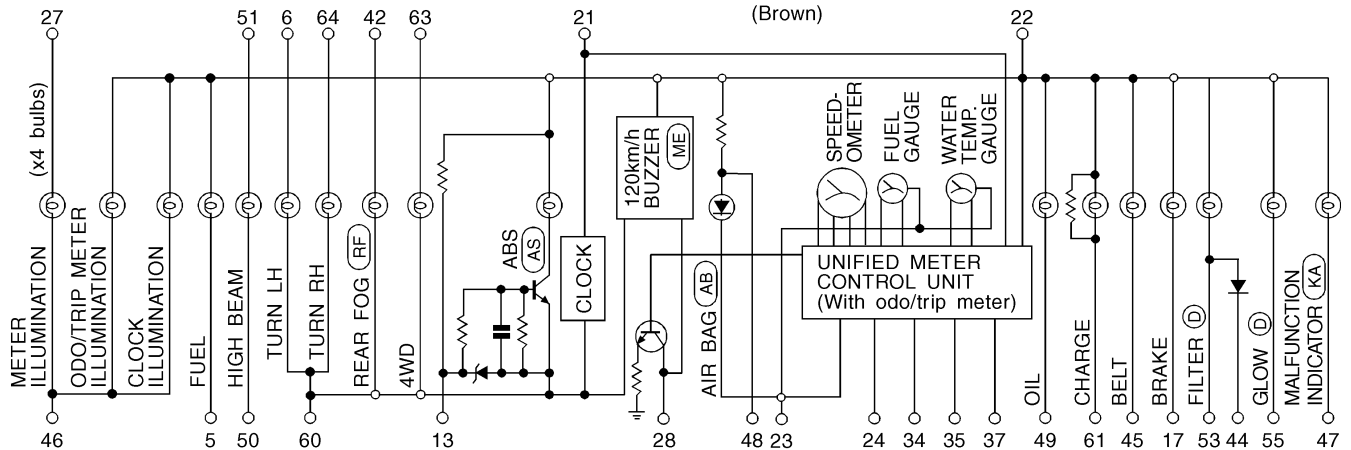 27 51 6 64 42 63 21 (Brown) 22
(x4 bulbs)
METER
ILLUMINATION
ODO/TRIP METER
ILLUMINATION
CLOCK
ILLUMINATION
FUEL
HIGH BEAM
TURN LH
TURN RH
REAR FOG RF
4WD
ABS
AS
CLOCK
120km/h
BUZZER
ME
AIR BAG AB
SPEED-
OMETER
FUEL
GAUGE
WATER
TEMP.
GAUGE
UNIFIED METER
CONTROL UNIT
(With odo/trip meter)
OIL
CHARGE
BELT
BRAKE
FILTER D
GLOW D
MALFUNCTION
INDICATOR KA
46 5 50 60 13 28 48 23 24 34 35 37 49 61 45 17 53 44 55 47